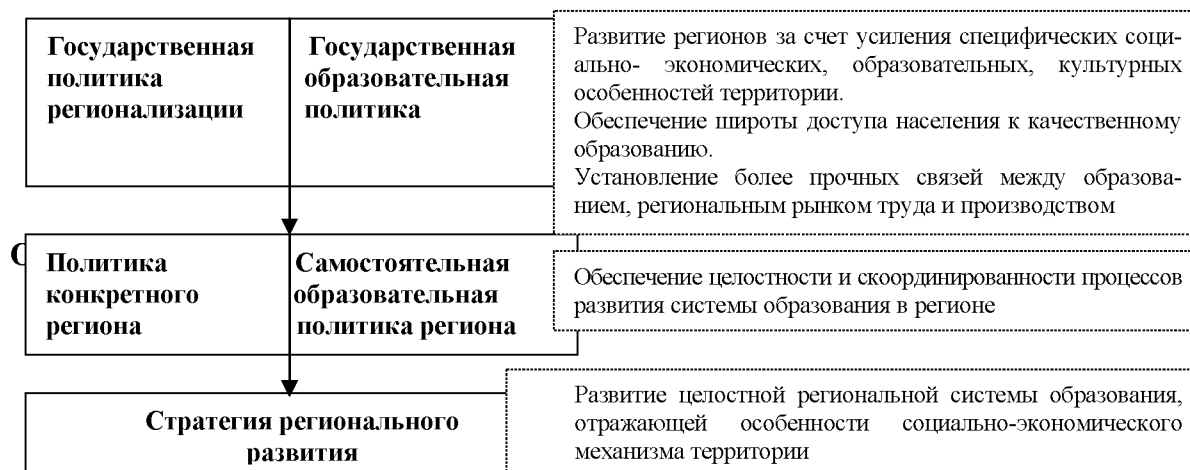 Государственная политика регионализации
Государственная образовательная политика
Развитие регионов за счет усиления специфических соци-
ально- экономических, образовательных, культурных
особенностей территории.
Обеспечение широты доступа населения к качественному
образованию.
Установление более прочных связей между образова-
нием, региональным рынком труда и производством
С
Политика
конкретного
региона
Самостоятельная
образовательная
политика региона
Обеспечение целостности и скоординированности процессов
развития системы образования в регионе
Стратегия регионального
развития
Развитие целостной региональной системы образования,
отражающей особенности социально-экономического
механизма территории